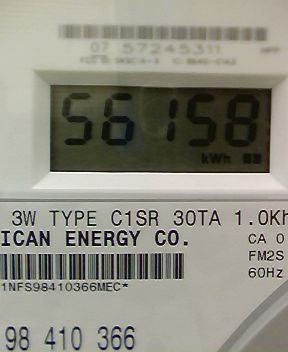 07 57245311
56158
kWh
3W TYPE C1SR 30TA 1.0Kh
ICAN ENERGY CO.
CA 0
FM2S
60Hz
1NFS98410366MEC*
98 410 366